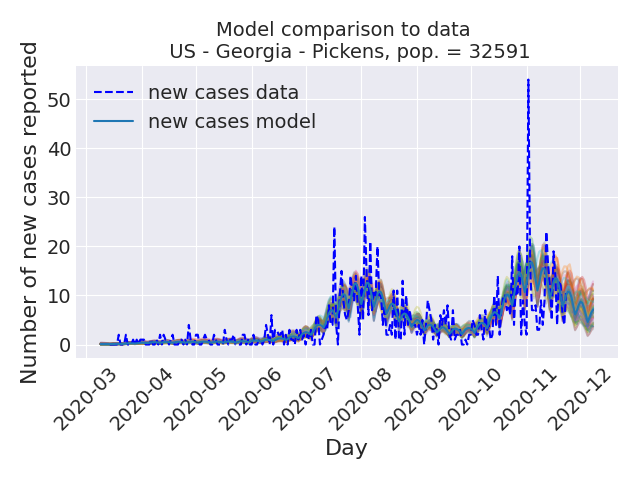 Model comparison to data
US - Georgia - Pickens, pop. = 32591
Number of new cases reported
50
40
30
20
10
0
new cases data
new cases model
2020-03
2020-04
2020-05
2020-06
2020-07
2020-08
2020-09
2020-10
2020-11
2020-12
Day